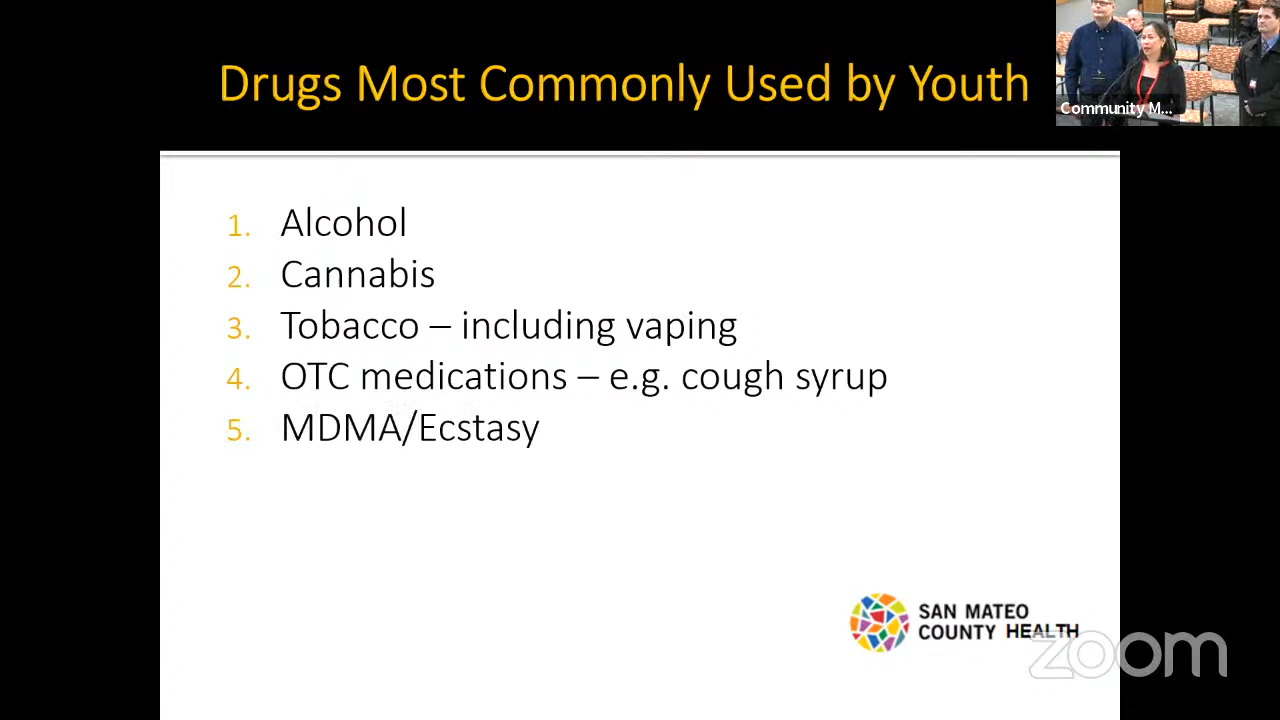 Drugs Most Commonly Used by Youth
Community M...
1. Alcohol
2. Cannabis
3. Tobacco – including vaping
4. OTC medications – e.g. cough syrup
5. MDMA/Ecstasy
SAN MATEO
COUNTY HEALTH
zoom